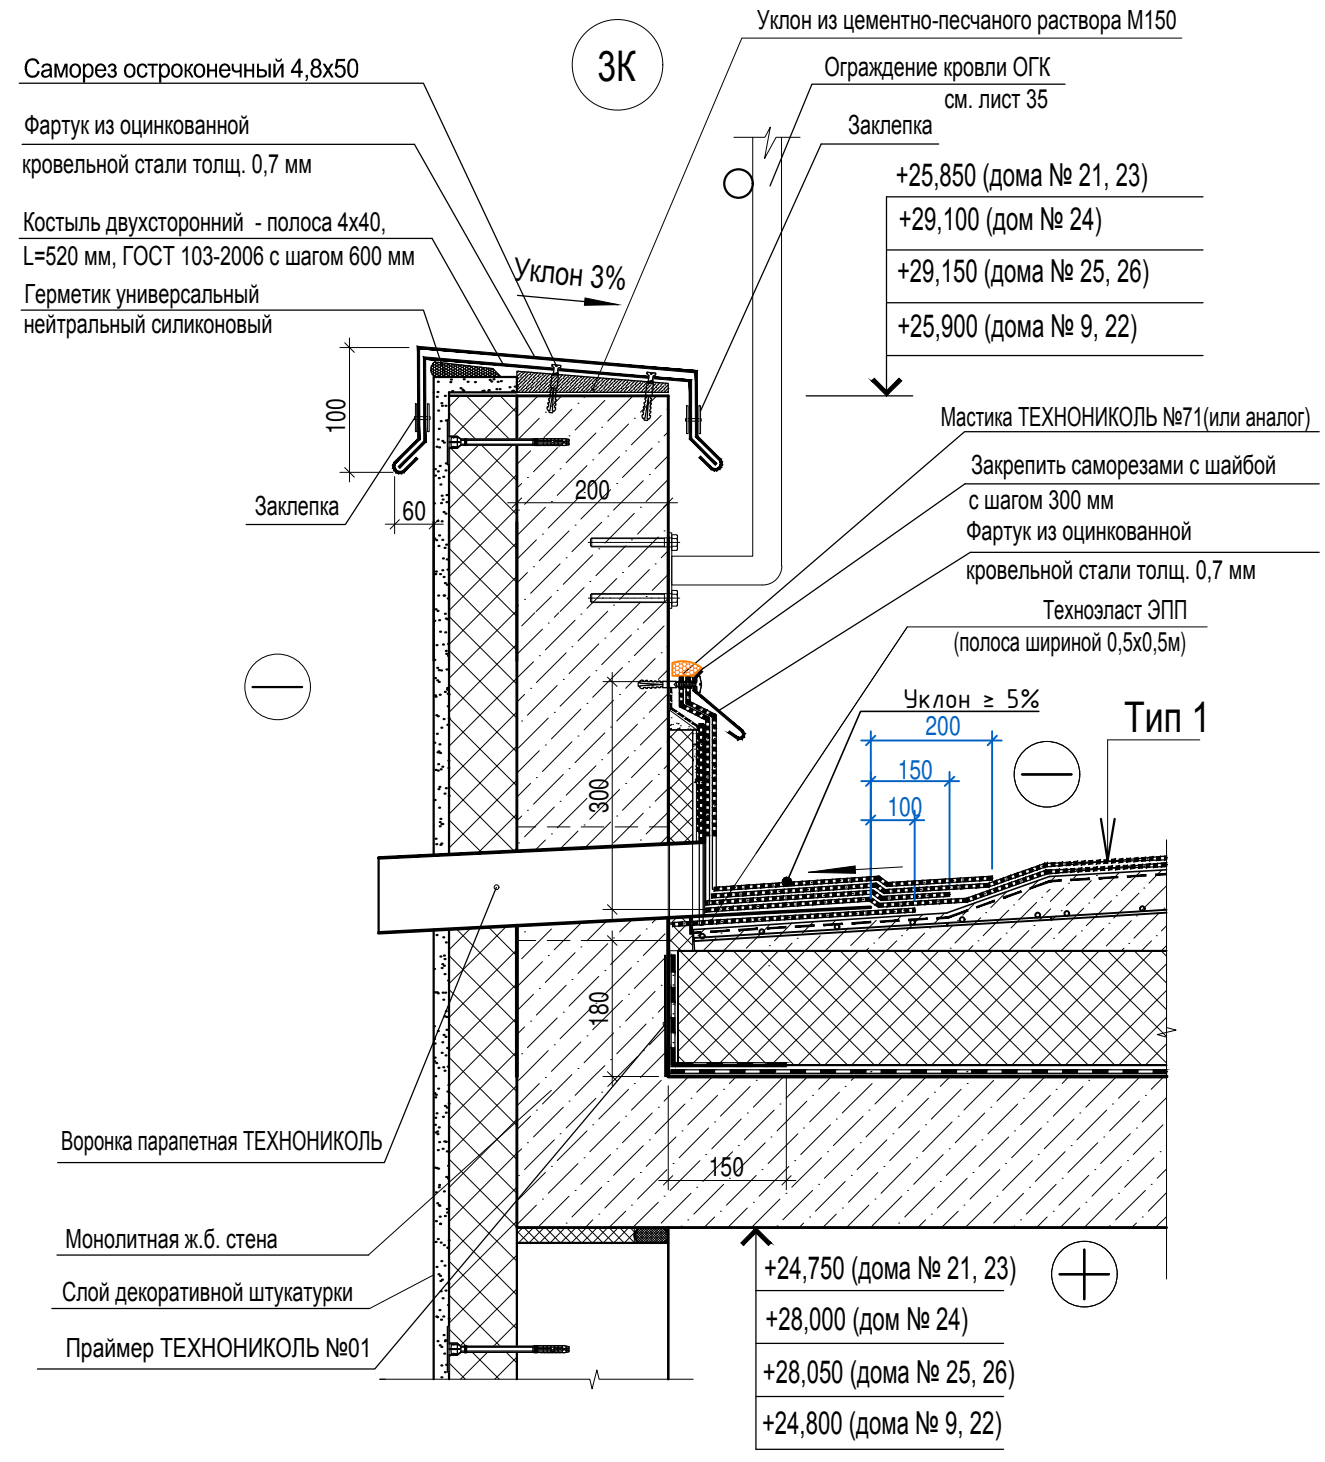 Уклон из цементно-песчаного раствора М150
3К
Саморез остроконечный 4,8х50
Ограждение кровли ОГК
см. лист 35
Фартук из оцинкованной
кровельной стали толщ. 0,7 мм
Заклепка
+25,850 (дома № 21, 23)
+29,100 (дом № 24)
+29,150 (дома № 25, 26)
+25,900 (дома № 9, 22)
Костыль двухсторонний - полоса 4х40,
L=520 мм, ГОСТ 103-2006 с шагом 600 мм
Уклон 3%
Герметик универсальный
нейтральный силиконовый
100
Мастика ТЕХНОНИКОЛЬ №71(или аналог)
Закрепить саморезами с шайбой
с шагом 300 мм
Заклепка
60
200
Фартук из оцинкованной
кровельной стали толщ. 0,7 мм
Техноэласт ЭПП
(полоса шириной 0,5х0,5м)
Уклон ≥ 5%
Тип 1
200
150
100
300
180
150
Воронка парапетная ТЕХНОНИКОЛЬ
Монолитная ж.б. стена
Слой декоративной штукатурки
Праймер ТЕХНОНИКОЛЬ №01
+24,750 (дома № 21, 23)
+28,000 (дом № 24)
+28,050 (дома № 25, 26)
+24,800 (дома № 9, 22)